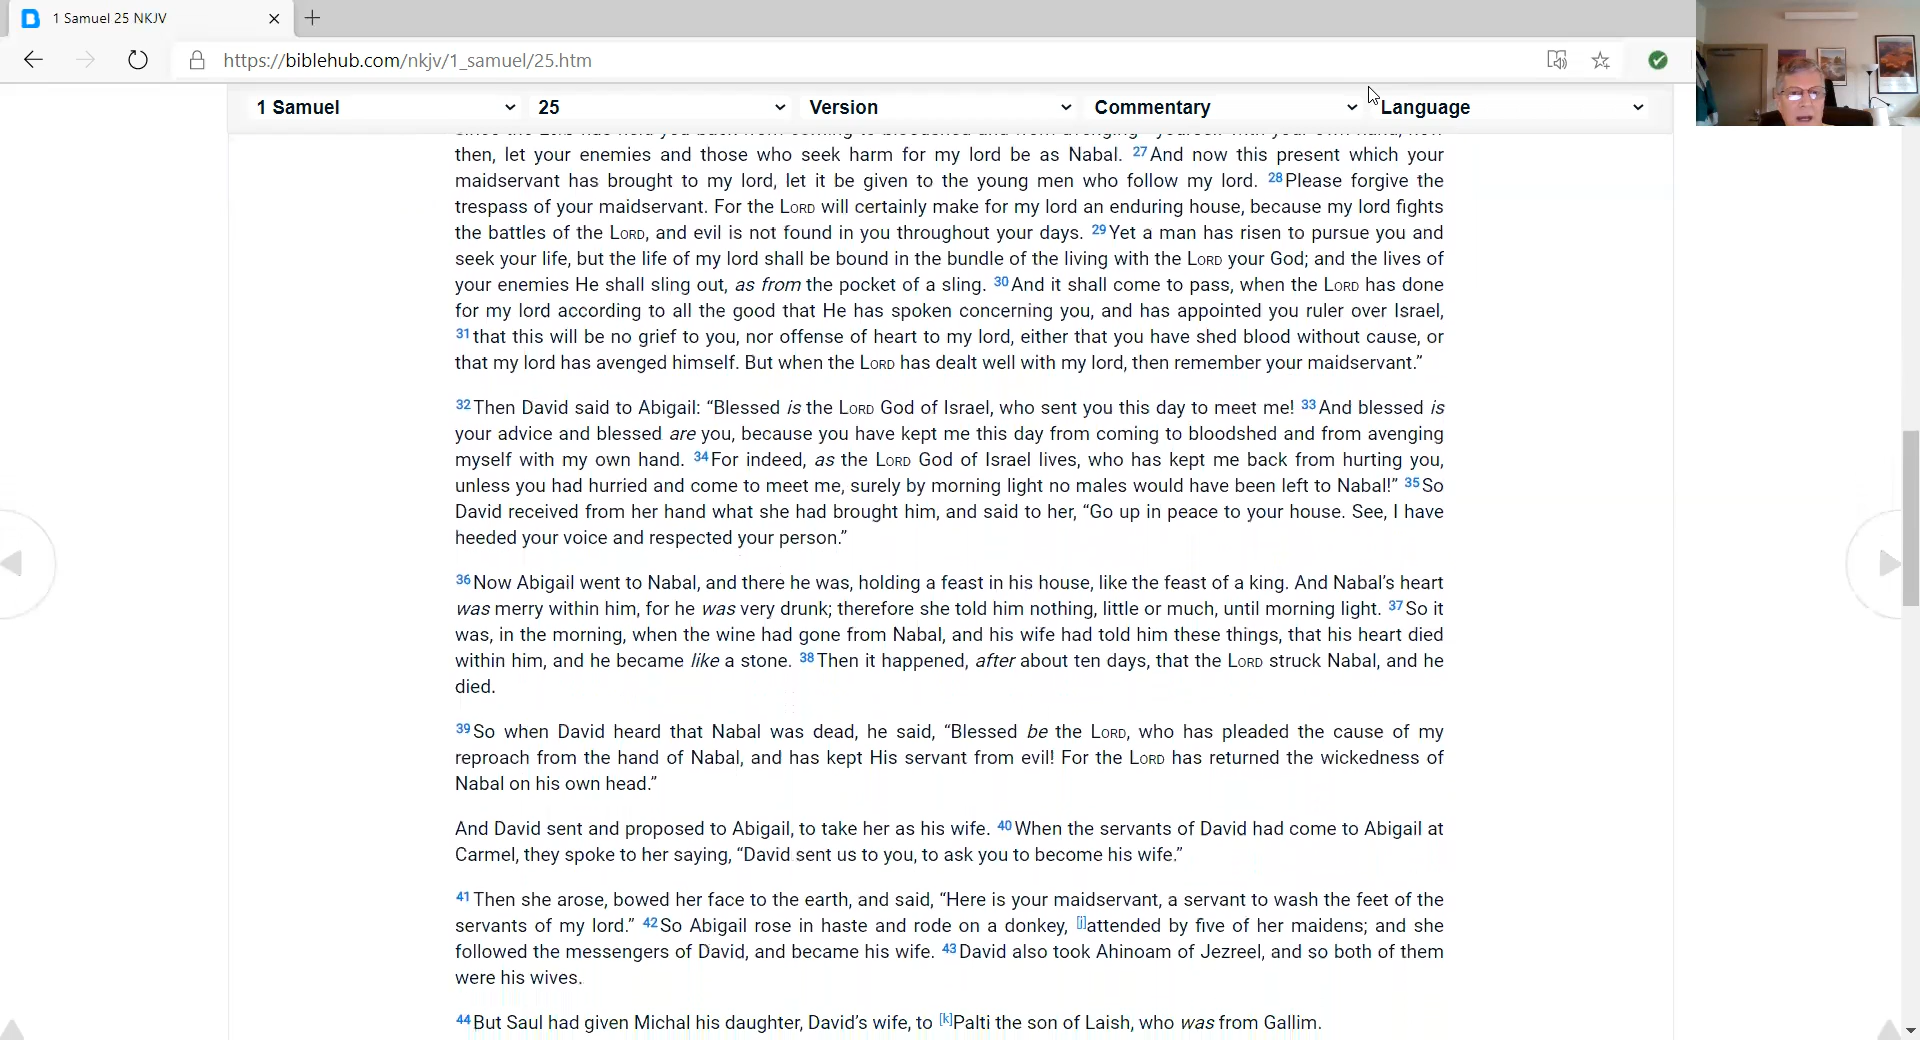 1 Samuel 25 NKJV
https://biblehub.com/nkjv/1_samuel/25.htm
1 Samuel 25 Version Commentary Language
then, let your enemies and those who seek harm for my lord be as Nabal. 27 And now this present which your
maidservant has brought to my lord, let it be given to the young men who follow my lord. 28 Please forgive the
trespass of your maidservant. For the LORD will certainly make for my lord an enduring house, because my lord fights
the battles of the LORD, and evil is not found in you throughout your days. 29 Yet a man has risen to pursue you and
seek your life, but the life of my lord shall be bound in the bundle of the living with the LORD your God; and the lives of
your enemies He shall sling out, as from the pocket of a sling. 30 And it shall come to pass, when the LORD has done
for my lord according to all the good that He has spoken concerning you, and has appointed you ruler over Israel,
31 that this will be no grief to you, nor offense of heart to my lord, either that you have shed blood without cause, or
that my lord has avenged himself. But when the LORD has dealt well with my lord, then remember your maidservant.”
32 Then David said to Abigail: “Blessed is the LORD God of Israel, who sent you this day to meet me! 33 And blessed is
your advice and blessed are you, because you have kept me this day from coming to bloodshed and from avenging
myself with my own hand. 34 For indeed, as the LORD God of Israel lives, who has kept me back from hurting you,
unless you had hurried and come to meet me, surely by morning light no males would have been left to Nabal!” 35 So
David received from her hand what she had brought him, and said to her, “Go up in peace to your house. See, I have
heeded your voice and respected your person.”
36 Now Abigail went to Nabal, and there he was, holding a feast in his house, like the feast of a king. And Nabal’s heart
was merry within him, for he was very drunk; therefore she told him nothing, little or much, until morning light. 37 So it
was, in the morning, when the wine had gone from Nabal, and his wife had told him these things, that his heart died
within him, and he became like a stone. 38 Then it happened, after about ten days, that the LORD struck Nabal, and he
died.
39 So when David heard that Nabal was dead, he said, “Blessed be the LORD, who has pleaded the cause of my
reproach from the hand of Nabal, and has kept His servant from evil! For the LORD has returned the wickedness of
Nabal on his own head.”
And David sent and proposed to Abigail, to take her as his wife. 40 When the servants of David had come to Abigail at
Carmel, they spoke to her saying, “David sent us to you, to ask you to become his wife.”
41 Then she arose, bowed her face to the earth, and said, “Here is your maidservant, a servant to wash the feet of the
servants of my lord.” 42 So Abigail rose in haste and rode on a donkey, [j]attended by five of her maidens; and she
followed the messengers of David, and became his wife. 43 David also took Ahinoam of Jezreel, and so both of them
were his wives.
44 But Saul had given Michal his daughter, David’s wife, to [k]Palti the son of Laish, who was from Gallim.